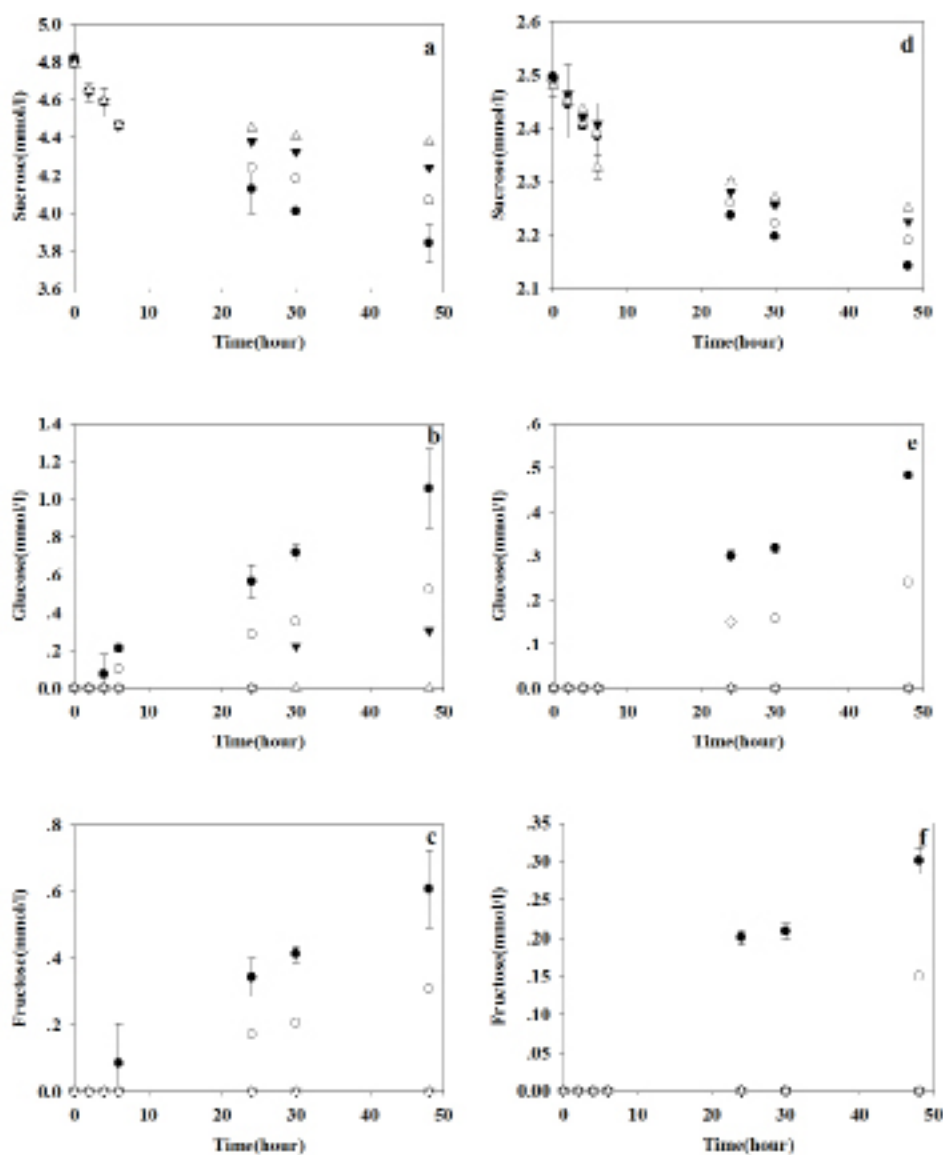 a
5.0
4.8
4.6
4.4
4.2
4.0
3.8
3.6
Sucrose(mmol/l)
0 10 20 30 40 50
Time(hour)
d
2.6
2.5
2.4
2.3
2.2
2.1
Sucrose(mmol/l)
0 10 20 30 40 50
Time(hour)
b
1.4
1.2
1.0
.8
.6
.4
.2
0.0
Glucose(mmol/l)
0 10 20 30 40 50
Time(hour)
e
.6
.5
.4
.3
.2
.1
0.0
Glucose(mmol/l)
0 10 20 30 40 50
Time(hour)
c
.8
.6
.4
.2
0.0
Fructose(mmol/l)
0 10 20 30 40 50
Time(hour)
f
.35
.30
.25
.20
.15
.10
.05
0.00
Fructose(mmol/l)
0 10 20 30 40 50
Time(hour)